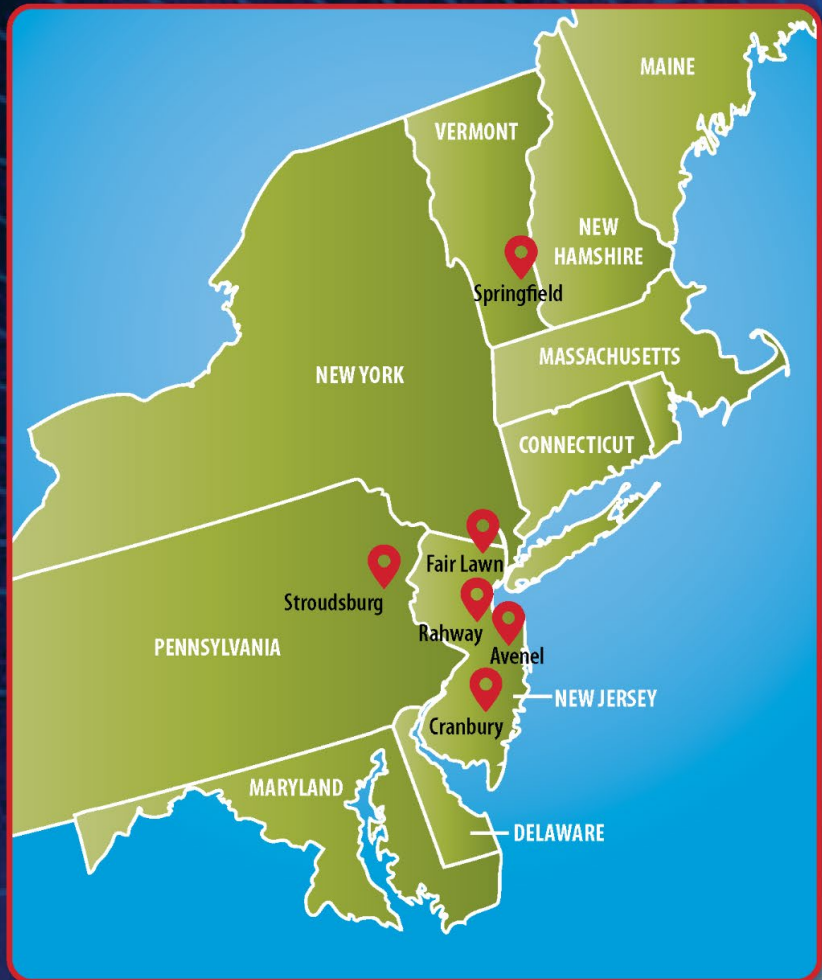 MAINE
VERMONT
NEW
HAMSHIRE
Springfield
MASSACHUSETTS
NEW YORK
CONNECTICUT
Fair Lawn
Stroudsburg
Rahway
PENNSYLVANIA
Avenel
NEW JERSEY
Cranbury
MARYLAND
DELAWARE